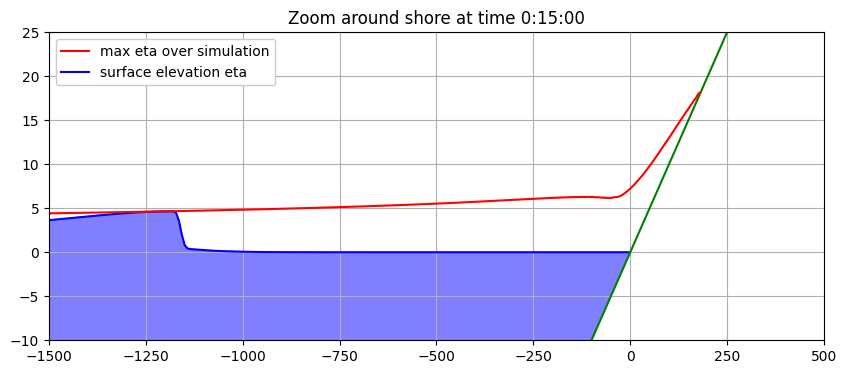 Zoom around shore at time 0:15:00
max eta over simulation
surface elevation eta
25
20
15
10
5
0
−5
−10
−1500 −1250 −1000 −750 −500 −250 0 250 500